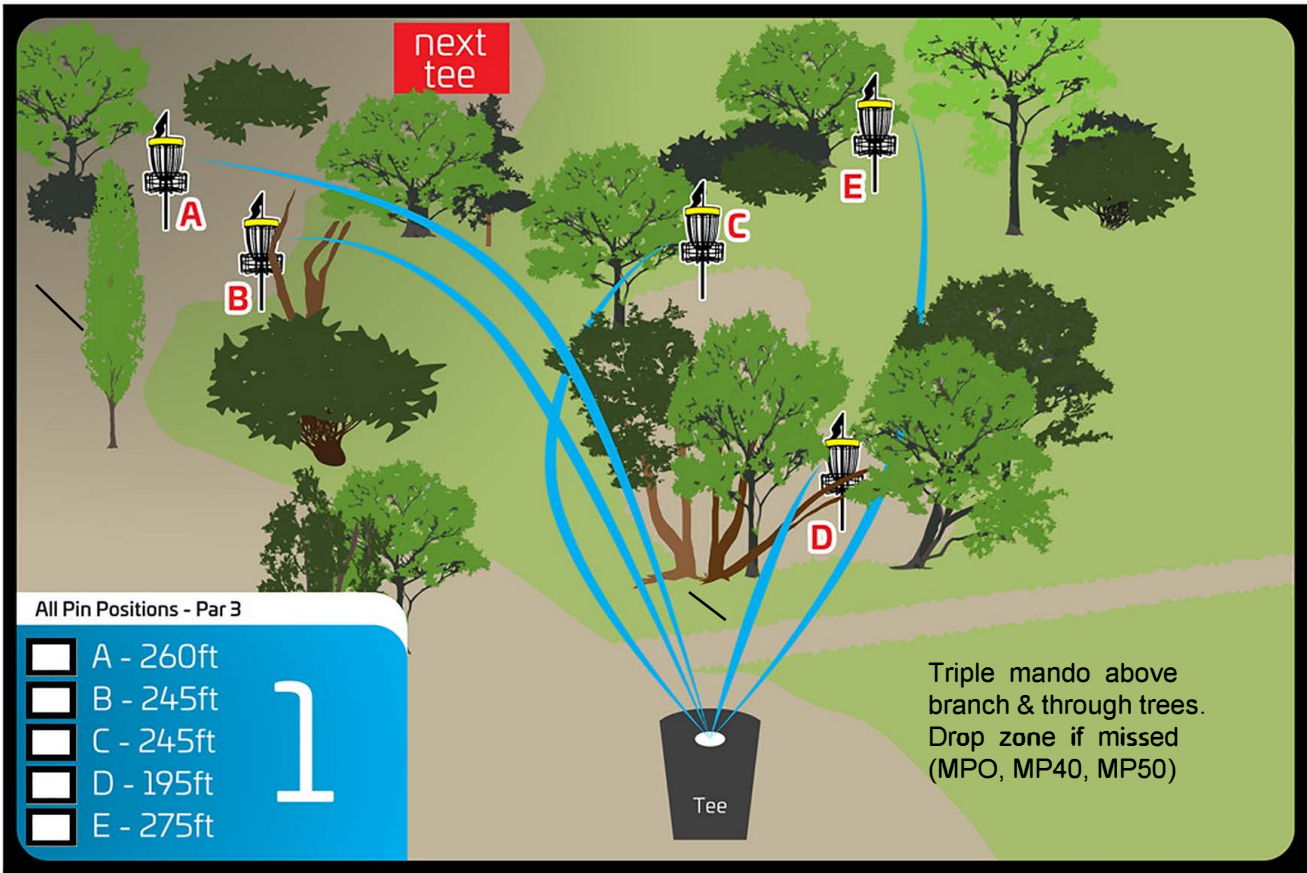 next
tee
A
B
C
E
D
All Pin Positions - Par 3
A - 260ft
B - 245ft
C - 245ft
D - 195ft
E - 275ft
1
Tee
Triple mando above
branch & through trees.
Drop zone if missed
(MPO, MP40, MP50)